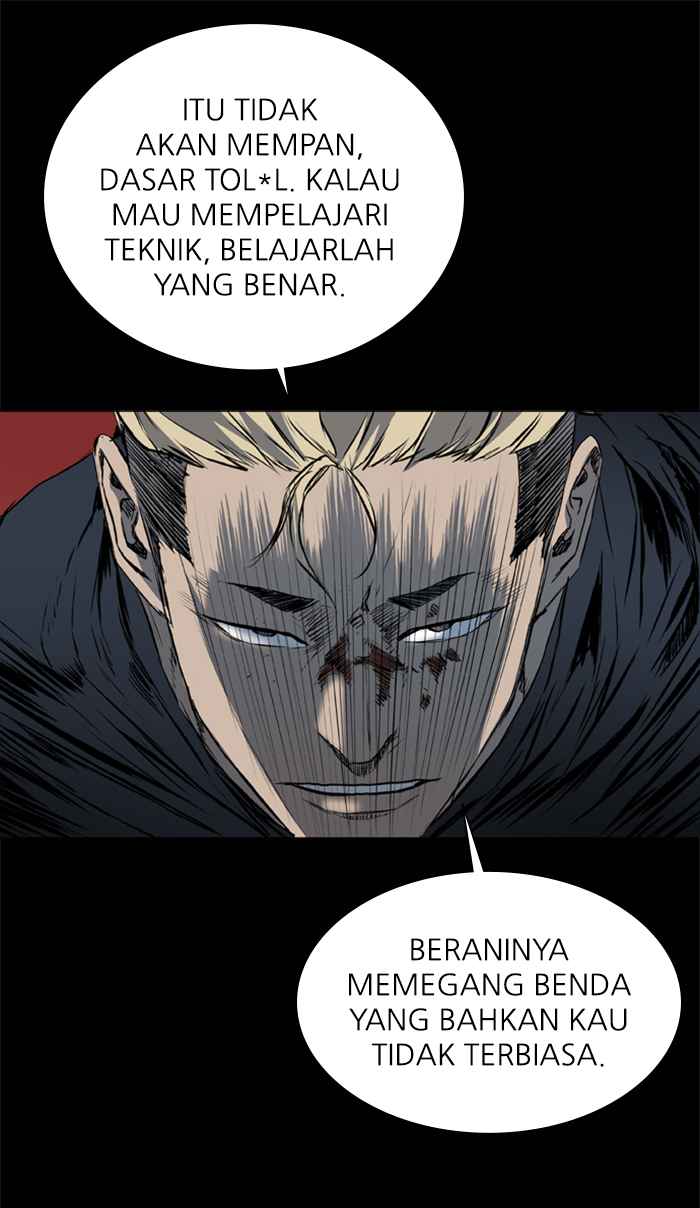 ITU TIDAK
AKAN MEMPAN,
DASAR TOL*L. KALAU
MAU MEMPELAJARI
TEKNIK, BELAJARLAH
YANG BENAR.
BERANINYA
MEMEGANG BENDA
YANG BAHKAN KAU
TIDAK TERBIASA.